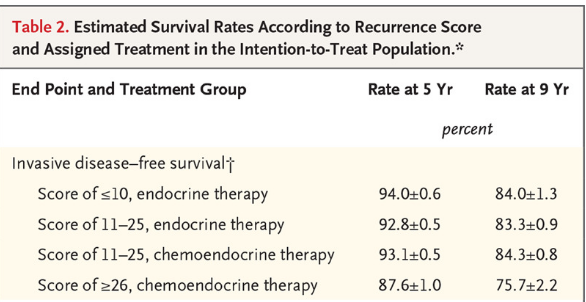 Table 2. Estimated Survival Rates According to Recurrence Score
and Assigned Treatment in the Intention-to-Treat Population.*
End Point and Treatment Group Rate at 5 Yr Rate at 9 Yr
percent
Invasive disease–free survival†
Score of ≤10, endocrine therapy 94.0±0.6 84.0±1.3
Score of 11–25, endocrine therapy 92.8±0.5 83.3±0.9
Score of 11–25, chemoendocrine therapy 93.1±0.5 84.3±0.8
Score of ≥26, chemoendocrine therapy 87.6±1.0 75.7±2.2